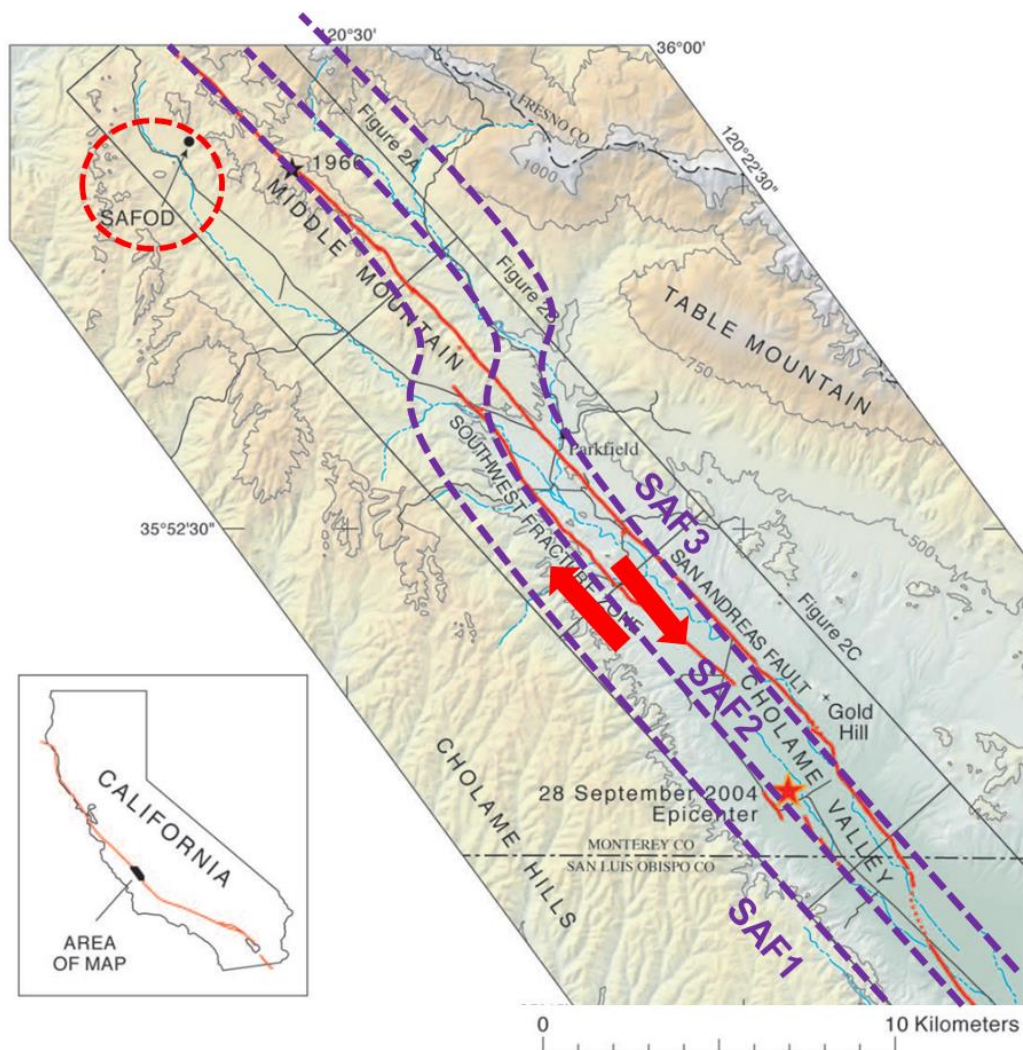 120°30'
36°00'
FRESNO CO
120°22'30"
Figure 2A
1000
1966
SAFOD
MIDDLE MOUNTAIN
TABLE MOUNTAIN
750
Parkfield
SOUTHWEST FRACTURE ZONE
SAF3
500
35°52'30"
SAN ANDREAS FAULT
Figure 2C
SAF2
CHOLAME VALLEY
Gold
Hill
28 September 2004
Epicenter
CHOLAME HILLS
MONTEREY CO
SAN LUIS OBISPO CO
SAF1
CALIFORNIA
AREA
OF MAP
0
10 Kilometers